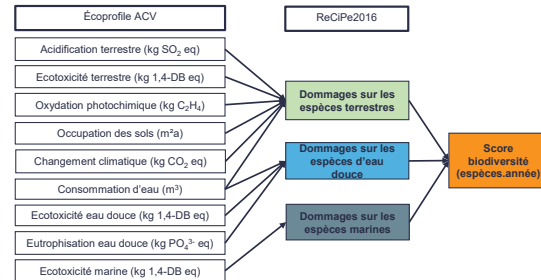 Écoprofile ACV
ReCiPe2016
Acidification terrestre (kg SO₂ eq)
Ecotoxicité terrestre (kg 1,4-DB eq)
Oxydation photochimique (kg C₂H₄)
Occupation des sols (m²a)
Changement climatique (kg CO₂ eq)
Consommation d'eau (m³)
Ecotoxicité eau douce (kg 1,4-DB eq)
Eutrophisation eau douce (kg PO₄³⁻ eq)
Ecotoxicité marine (kg 1,4-DB eq)
Dommages sur les
espèces terrestres
Dommages sur les
espèces d'eau
douce
Dommages sur les
espèces marines
Score
biodiversité
(espèces.année)